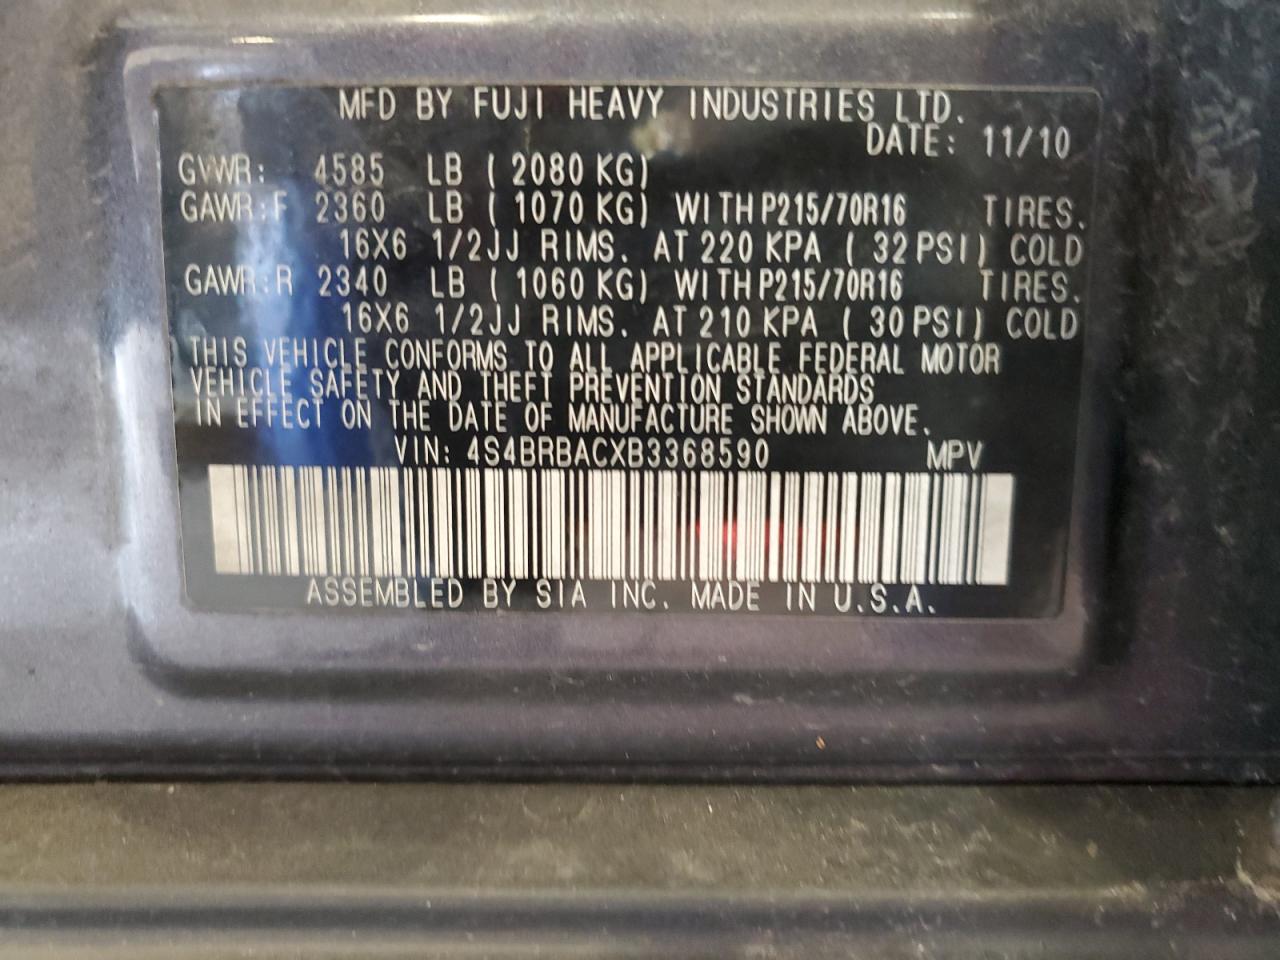 MFD BY FUJI HEAVY INDUSTRIES LTD.
DATE: 11/10
GVWR: 4585 LB ( 2080 KG)
GAWR:F 2360 LB ( 1070 KG) WITH P215/70R16 TIRES.
16X6 1/2JJ RIMS. AT 220 KPA ( 32 PSI) COLD
GAWR:R 2340 LB ( 1060 KG) WITH P215/70R16 TIRES.
16X6 1/2JJ RIMS. AT 210 KPA ( 30 PSI) COLD
THIS VEHICLE CONFORMS TO ALL APPLICABLE FEDERAL MOTOR
VEHICLE SAFETY AND THEFT PREVENTION STANDARDS
IN EFFECT ON THE DATE OF MANUFACTURE SHOWN ABOVE.
VIN: 4S4BRBACXB3368590 MPV
ASSEMBLED BY SIA INC. MADE IN U.S.A.